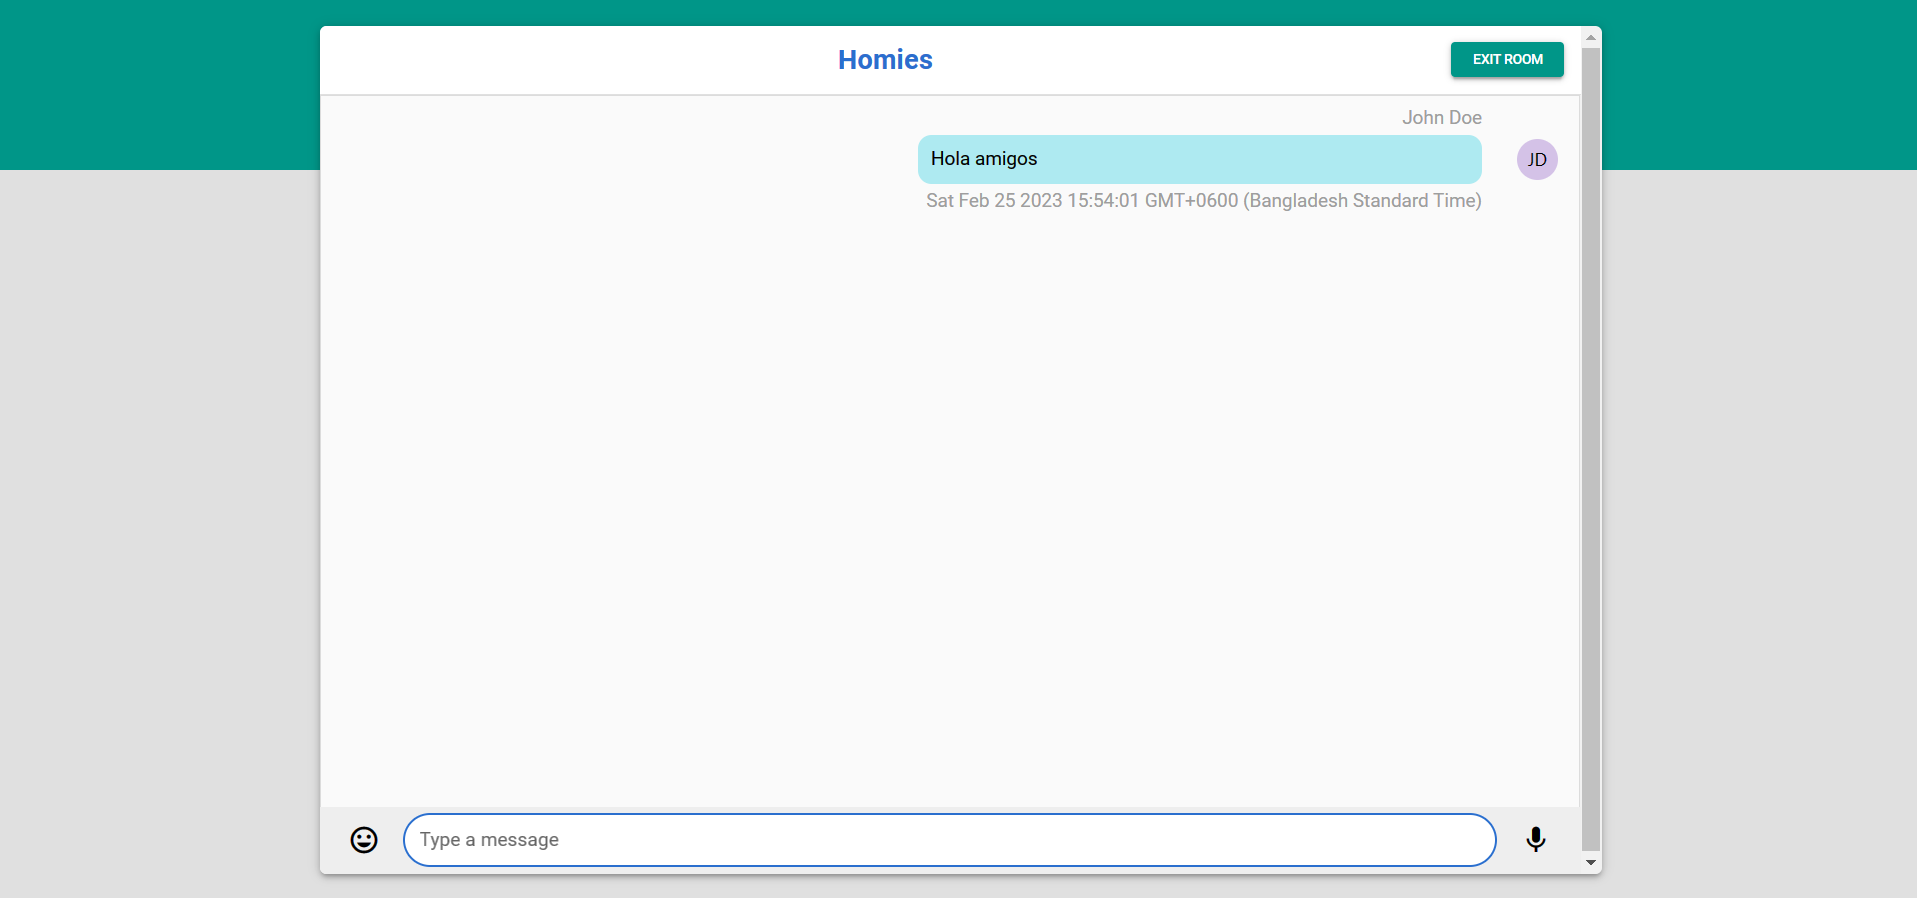 Homies
EXIT ROOM
John Doe
Hola amigos
JD
Sat Feb 25 2023 15:54:01 GMT+0600 (Bangladesh Standard Time)
Type a message